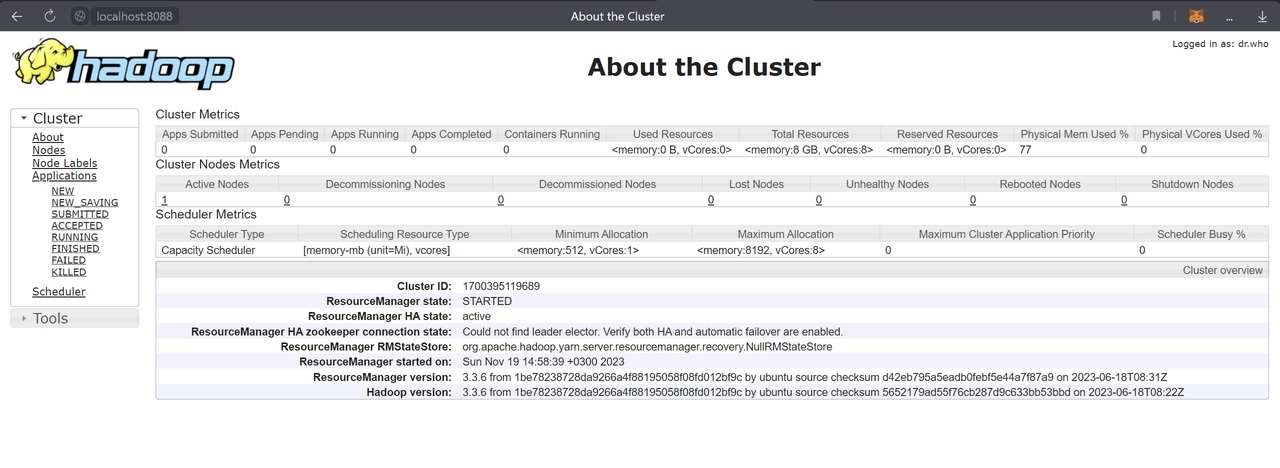 localhost:8088
About the Cluster
...
Logged in as: dr.who
hadoop
About the Cluster
Cluster
About
Nodes
Node Labels
Applications
NEW
NEW_SAVING
SUBMITTED
ACCEPTED
RUNNING
FINISHED
FAILED
KILLED
Scheduler
Tools
Cluster Metrics
Apps Submitted Apps Pending Apps Running Apps Completed Containers Running Used Resources Total Resources Reserved Resources Physical Mem Used % Physical VCores Used %
0 0 0 0 0 <memory:0 B, vCores:0> <memory:8 GB, vCores:8> <memory:0 B, vCores:0> 77 0
Cluster Nodes Metrics
Active Nodes Decommissioning Nodes Decommissioned Nodes Lost Nodes Unhealthy Nodes Rebooted Nodes Shutdown Nodes
1 0 0 0 0 0 0
Scheduler Metrics
Scheduler Type Scheduling Resource Type Minimum Allocation Maximum Allocation Maximum Cluster Application Priority Scheduler Busy %
Capacity Scheduler [memory-mb (unit=Mi), vcores] <memory:512, vCores:1> <memory:8192, vCores:8> 0 0
Cluster overview
Cluster ID: 1700395119689
ResourceManager state: STARTED
ResourceManager HA state: active
ResourceManager HA zookeeper connection state: Could not find leader elector. Verify both HA and automatic failover are enabled.
ResourceManager RMStateStore: org.apache.hadoop.yarn.server.resourcemanager.recovery.NullRMStateStore
ResourceManager started on: Sun Nov 19 14:58:39 +0300 2023
ResourceManager version: 3.3.6 from 1be78238728da9266a4f88195058f08fd012bf9c by ubuntu source checksum d42eb795a5eadb0febf5e44a7f87a9 on 2023-06-18T08:31Z
Hadoop version: 3.3.6 from 1be78238728da9266a4f88195058f08fd012bf9c by ubuntu source checksum 5652179ad55f76cb287d9c633bb53bbd on 2023-06-18T08:22Z